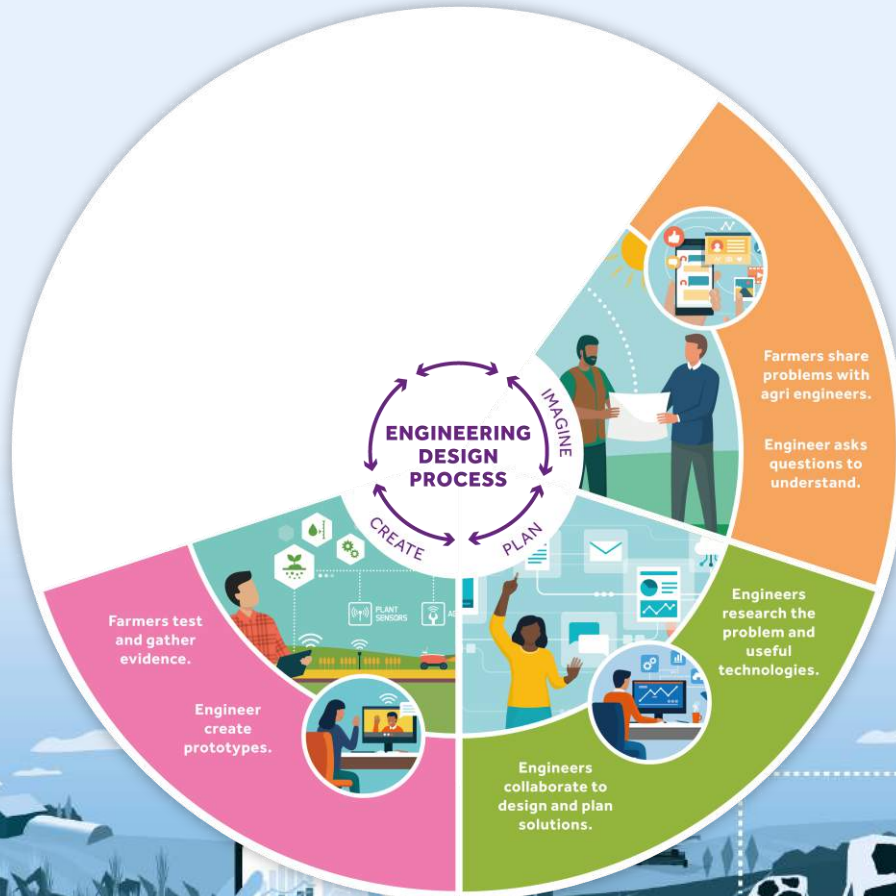 ENGINEERING
DESIGN
PROCESS
IMAGINE
PLAN
CREATE
Farmers share
problems with
agri engineers.
Engineer asks
questions to
understand.
Engineers
research the
problem and
useful
technologies.
Engineers
collaborate to
design and plan
solutions.
Farmers test
and gather
evidence.
Engineer
create
prototypes.
PLANT
SENSORS